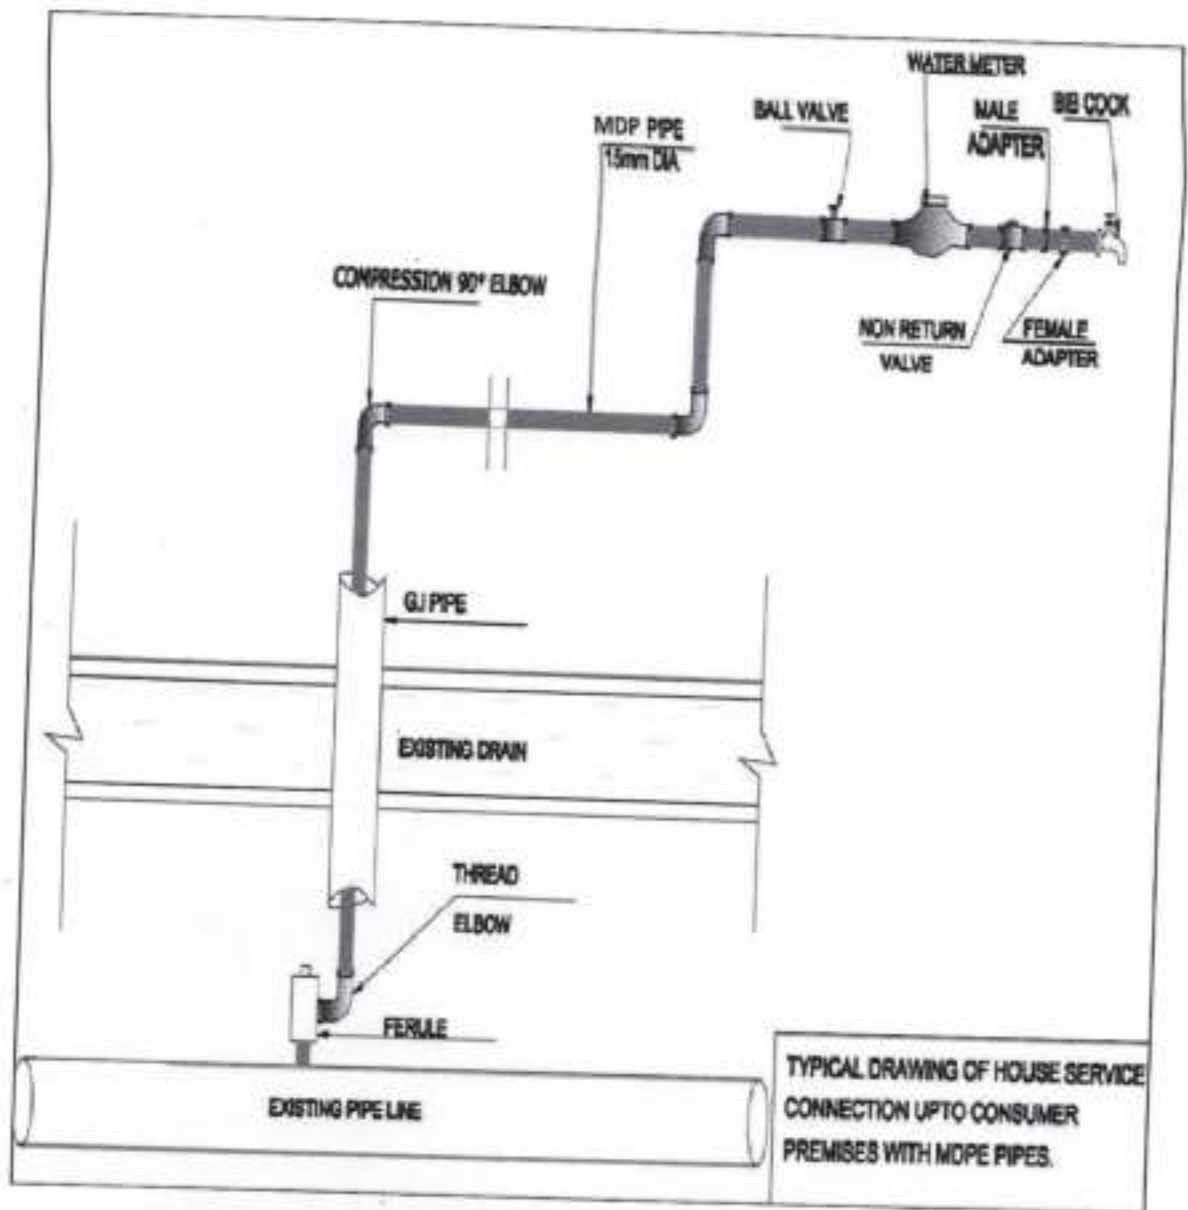 WATER METER
BALL VALVE
MALE
ADAPTER
BIB COCK
MDP PIPE
15mm DIA
COMPRESSION 90° ELBOW
NON RETURN
VALVE
FEMALE
ADAPTER
G.I PIPE
EXISTING DRAIN
THREAD
ELBOW
FERULE
EXISTING PIPE LINE
TYPICAL DRAWING OF HOUSE SERVICE
CONNECTION UPTO CONSUMER
PREMISES WITH MDPE PIPES.